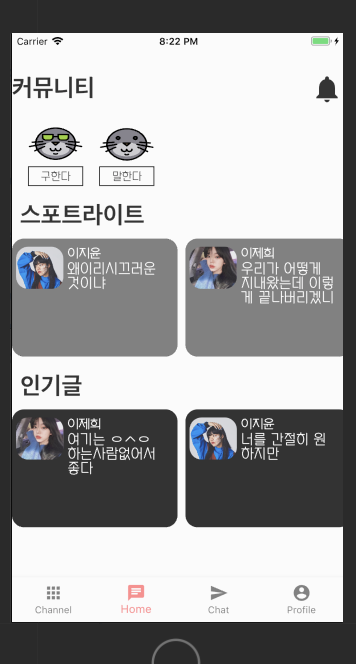 Carrier 8:22 PM
커뮤니티
구한다 말한다
스포트라이트
이지윤
왜이리시끄러운
것이냐
이제희
우리가 어떻게
지내왔는데 이렇
게 끝나버리겠니
인기글
이제희
여기는 ㅇㅅㅇ
하는사람없어서
좋다
이지윤
너를 간절히 원
하지만
Channel Home Chat Profile